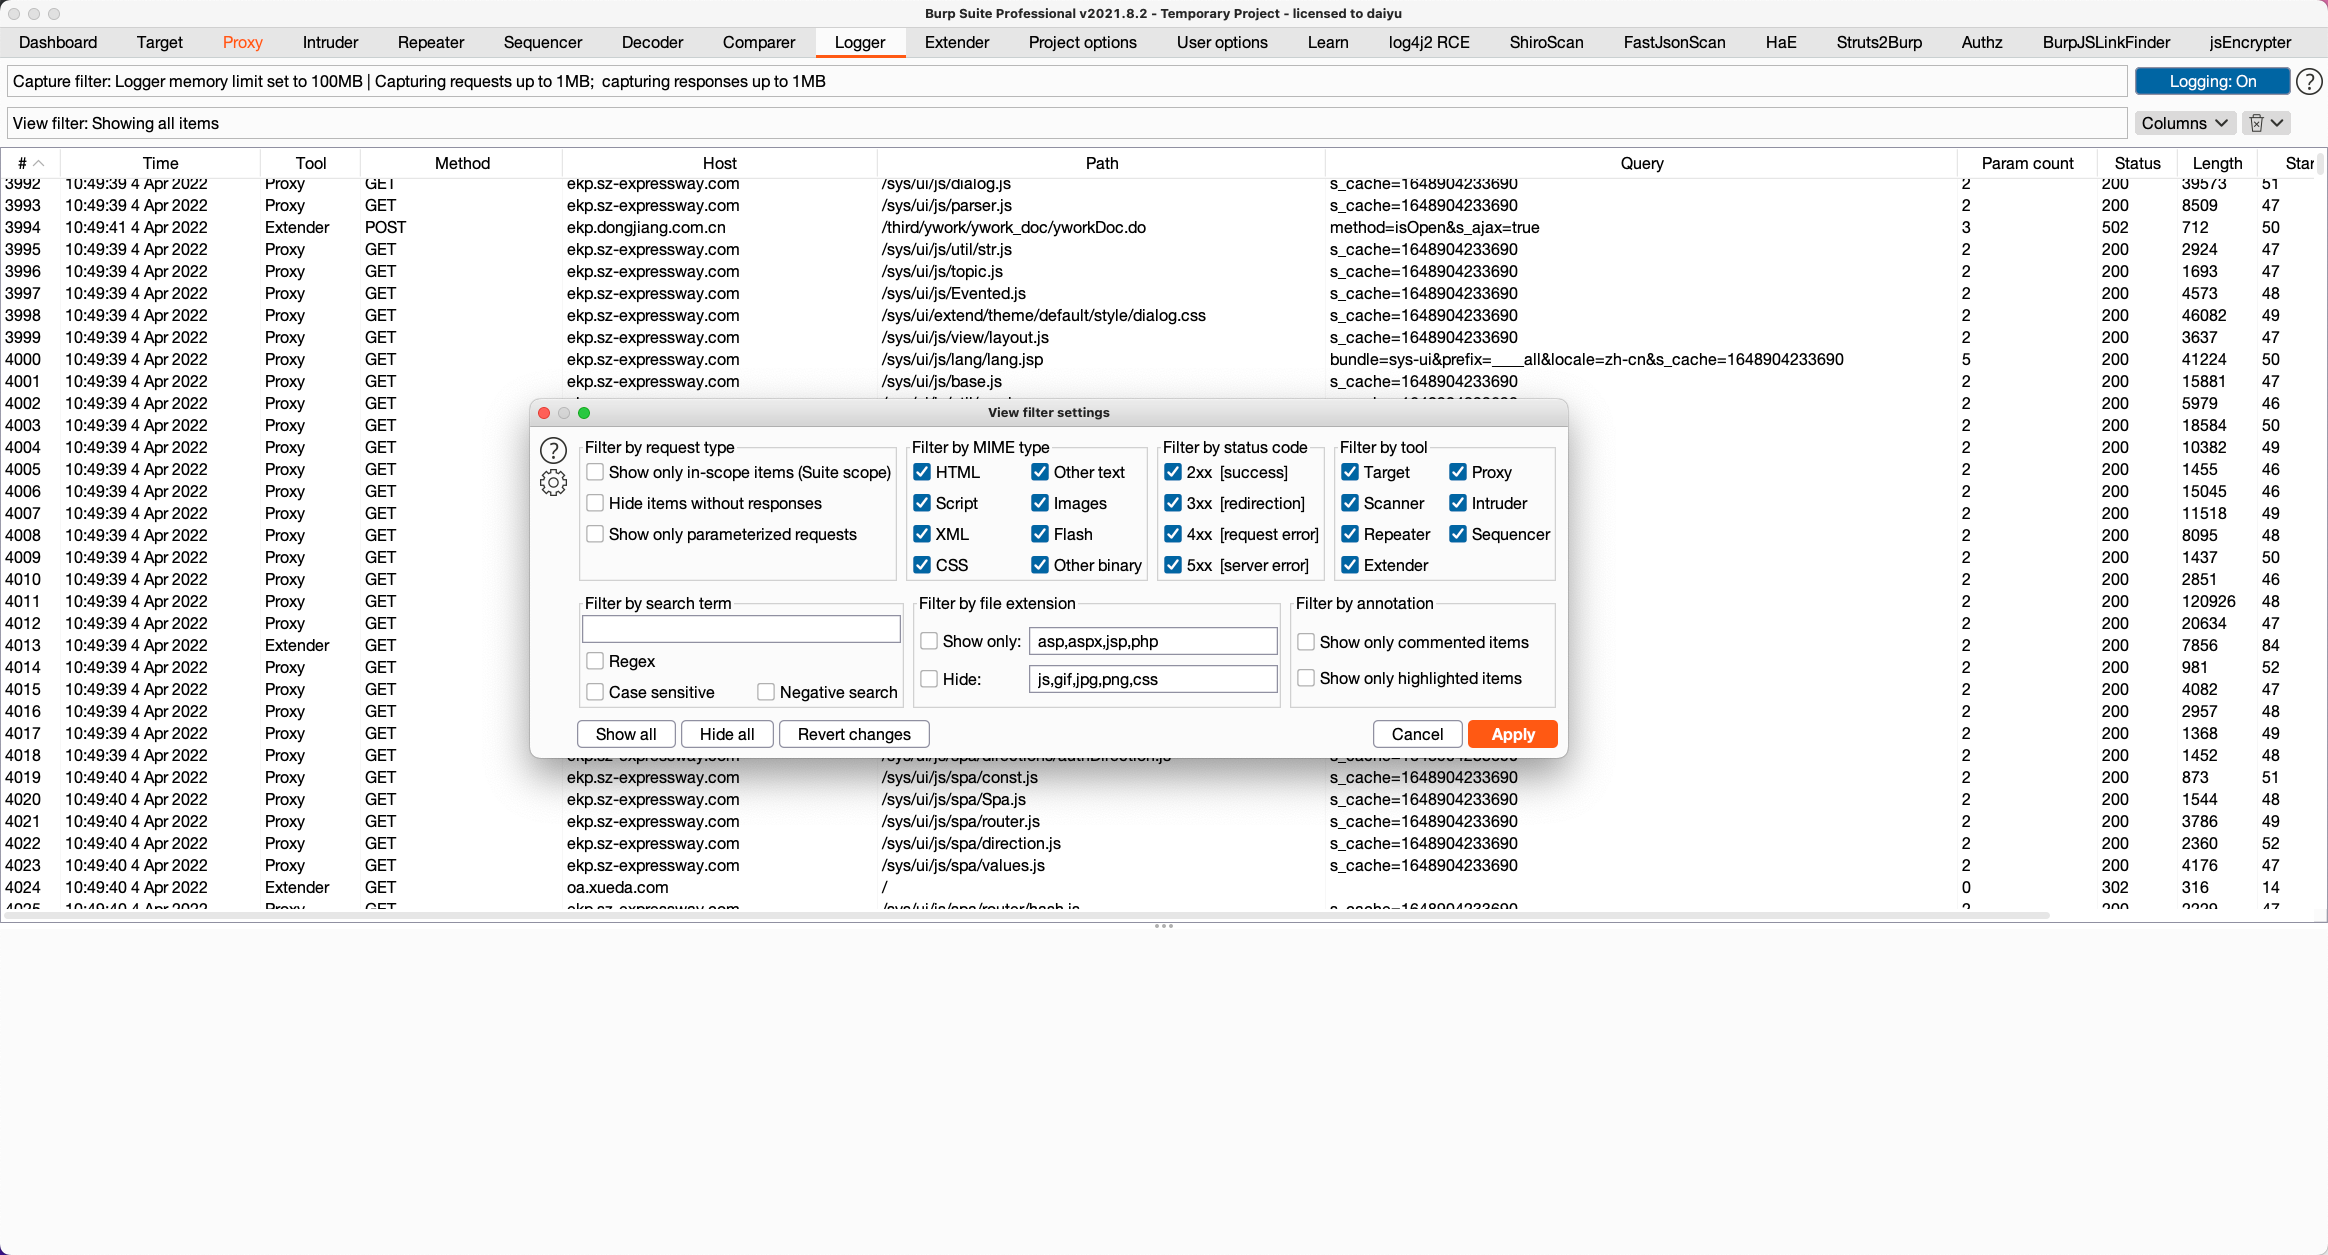 Burp Suite Professional v2021.8.2 - Temporary Project - licensed to daiyu
Dashboard Target Proxy Intruder Repeater Sequencer Decoder Comparer Logger Extender Project options User options Learn log4j2 RCE ShiroScan FastJsonScan HaE Struts2Burp Authz BurpJSLinkFinder jsEncrypter
Capture filter: Logger memory limit set to 100MB | Capturing requests up to 1MB;  capturing responses up to 1MB Logging: On ?
View filter: Showing all items Columns
# Time Tool Method Host Path Query Param count Status Length Star
3992 10:49:39 4 Apr 2022 Proxy GET ekp.sz-expressway.com /sys/ui/js/dialog.js s_cache=1648904233690 2 200 39573 51
3993 10:49:39 4 Apr 2022 Proxy GET ekp.sz-expressway.com /sys/ui/js/parser.js s_cache=1648904233690 2 200 8509 47
3994 10:49:41 4 Apr 2022 Extender POST ekp.dongjiang.com.cn /third/ywork/ywork_doc/yworkDoc.do method=isOpen&s_ajax=true 3 502 712 50
3995 10:49:39 4 Apr 2022 Proxy GET ekp.sz-expressway.com /sys/ui/js/util/str.js s_cache=1648904233690 2 200 2924 47
3996 10:49:39 4 Apr 2022 Proxy GET ekp.sz-expressway.com /sys/ui/js/topic.js s_cache=1648904233690 2 200 1693 47
3997 10:49:39 4 Apr 2022 Proxy GET ekp.sz-expressway.com /sys/ui/js/Evented.js s_cache=1648904233690 2 200 4573 48
3998 10:49:39 4 Apr 2022 Proxy GET ekp.sz-expressway.com /sys/ui/extend/theme/default/style/dialog.css s_cache=1648904233690 2 200 46082 49
3999 10:49:39 4 Apr 2022 Proxy GET ekp.sz-expressway.com /sys/ui/js/view/layout.js s_cache=1648904233690 2 200 3637 47
4000 10:49:39 4 Apr 2022 Proxy GET ekp.sz-expressway.com /sys/ui/js/lang/lang.jsp bundle=sys-ui&prefix=____all&locale=zh-cn&s_cache=1648904233690 5 200 41224 50
4001 10:49:39 4 Apr 2022 Proxy GET ekp.sz-expressway.com /sys/ui/js/base.js s_cache=1648904233690 2 200 15881 47
4002 10:49:39 4 Apr 2022 Proxy GET 2 200 5979 46
4003 10:49:39 4 Apr 2022 Proxy GET 2 200 18584 50
4004 10:49:39 4 Apr 2022 Proxy GET 2 200 10382 49
4005 10:49:39 4 Apr 2022 Proxy GET 2 200 1455 46
4006 10:49:39 4 Apr 2022 Proxy GET 2 200 15045 46
4007 10:49:39 4 Apr 2022 Proxy GET 2 200 11518 49
4008 10:49:39 4 Apr 2022 Proxy GET 2 200 8095 48
4009 10:49:39 4 Apr 2022 Proxy GET 2 200 1437 50
4010 10:49:39 4 Apr 2022 Proxy GET 2 200 2851 46
4011 10:49:39 4 Apr 2022 Proxy GET 2 200 120926 48
4012 10:49:39 4 Apr 2022 Proxy GET 2 200 20634 47
4013 10:49:39 4 Apr 2022 Extender GET 2 200 7856 84
4014 10:49:39 4 Apr 2022 Proxy GET 2 200 981 52
4015 10:49:39 4 Apr 2022 Proxy GET 2 200 4082 47
4016 10:49:39 4 Apr 2022 Proxy GET 2 200 2957 48
4017 10:49:39 4 Apr 2022 Proxy GET 2 200 1368 49
4018 10:49:39 4 Apr 2022 Proxy GET ekp.sz-expressway.com /sys/ui/js/spa/directions/authDirection.js s_cache=1648904233690 2 200 1452 48
4019 10:49:40 4 Apr 2022 Proxy GET ekp.sz-expressway.com /sys/ui/js/spa/const.js s_cache=1648904233690 2 200 873 51
4020 10:49:40 4 Apr 2022 Proxy GET ekp.sz-expressway.com /sys/ui/js/spa/Spa.js s_cache=1648904233690 2 200 1544 48
4021 10:49:40 4 Apr 2022 Proxy GET ekp.sz-expressway.com /sys/ui/js/spa/router.js s_cache=1648904233690 2 200 3786 49
4022 10:49:40 4 Apr 2022 Proxy GET ekp.sz-expressway.com /sys/ui/js/spa/direction.js s_cache=1648904233690 2 200 2360 52
4023 10:49:40 4 Apr 2022 Proxy GET ekp.sz-expressway.com /sys/ui/js/spa/values.js s_cache=1648904233690 2 200 4176 47
4024 10:49:40 4 Apr 2022 Extender GET oa.xueda.com / 0 302 316 14
4025 10:49:40 4 Apr 2022 Proxy GET ekp.sz-expressway.com /sys/ui/js/spa/router/hash.js s_cache=1648904233690 2 200 2229 47
View filter settings
?
Filter by request type
Show only in-scope items (Suite scope)
Hide items without responses
Show only parameterized requests
Filter by MIME type
HTML Other text
Script Images
XML Flash
CSS Other binary
Filter by status code
2xx  [success]
3xx  [redirection]
4xx  [request error]
5xx  [server error]
Filter by tool
Target Proxy
Scanner Intruder
Repeater Sequencer
Extender
Filter by search term
Regex
Case sensitive Negative search
Filter by file extension
Show only: asp,aspx,jsp,php
Hide: js,gif,jpg,png,css
Filter by annotation
Show only commented items
Show only highlighted items
Show all Hide all Revert changes Cancel Apply